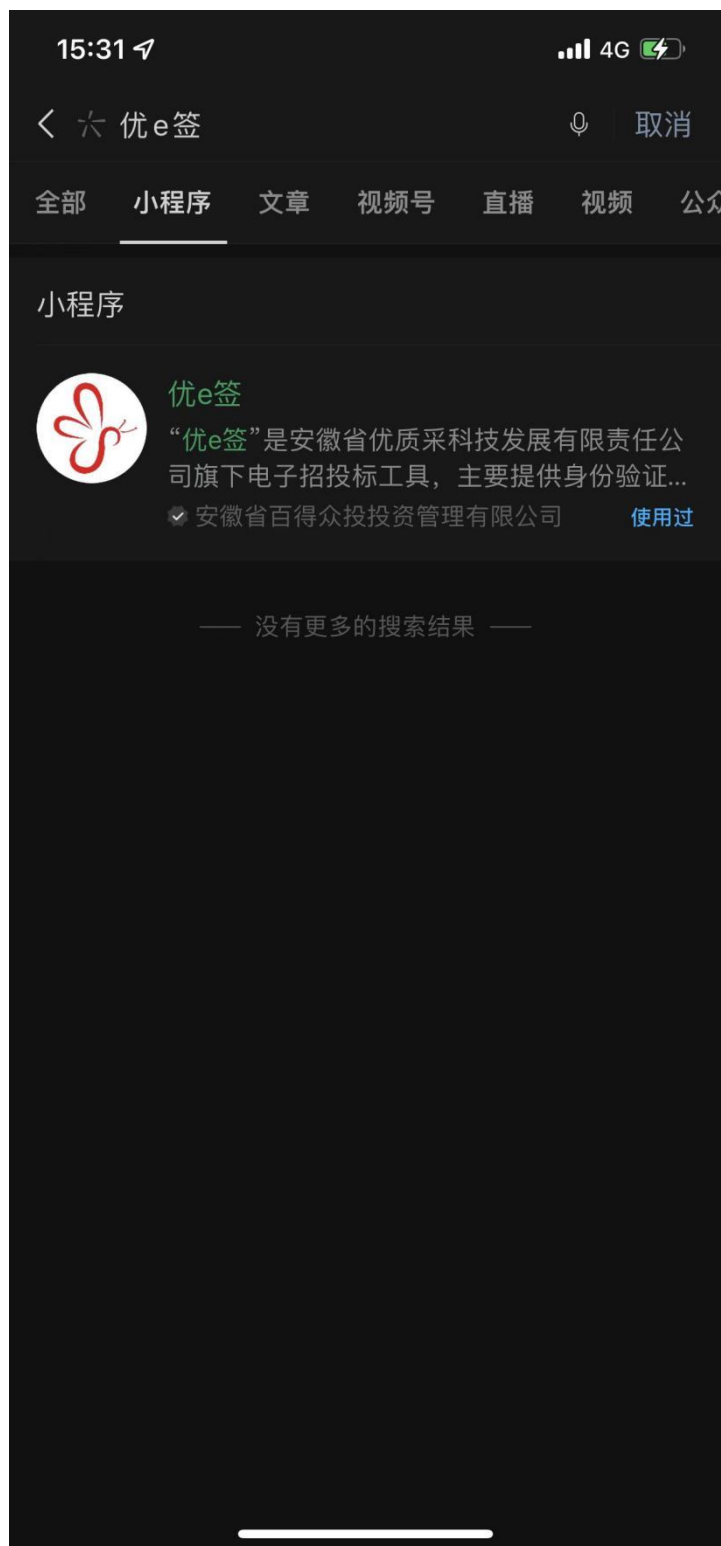 15:31 4G
优e签 取消
全部 小程序 文章 视频号 直播 视频 公众
小程序
优e签
“优e签”是安徽省优质采科技发展有限责任公
司旗下电子招投标工具，主要提供身份验证...
安徽省百得众投投资管理有限公司 使用过
没有更多的搜索结果